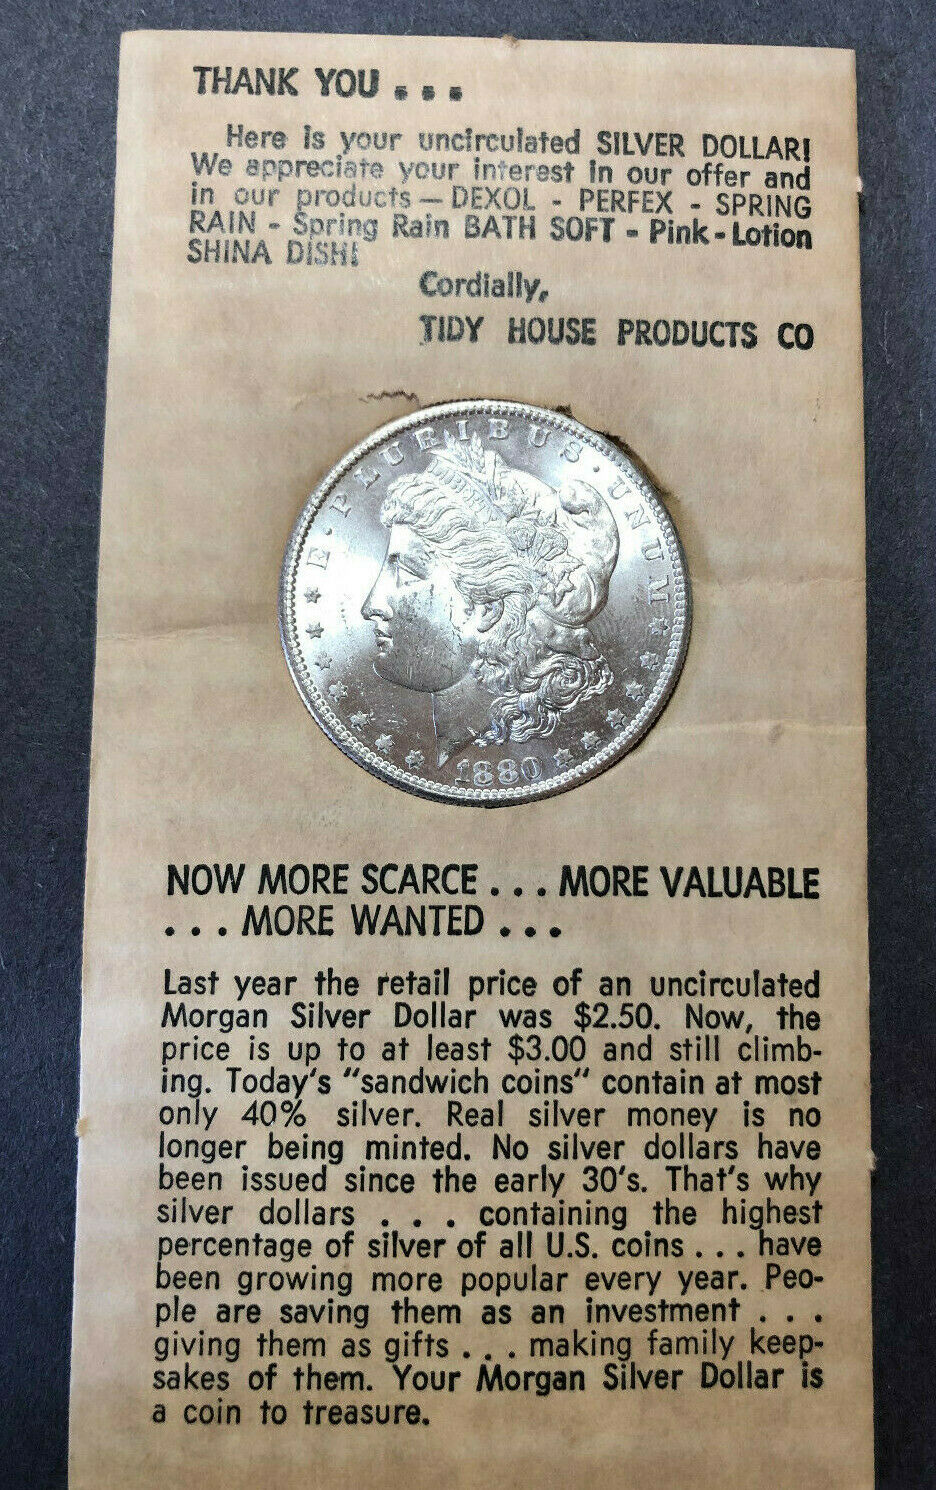 THANK YOU . . .
Here is your uncirculated SILVER DOLLAR!
We appreciate your interest in our offer and
in our products — DEXOL - PERFEX - SPRING
RAIN - Spring Rain BATH SOFT - Pink - Lotion
SHINA DISH!
Cordially,
TIDY HOUSE PRODUCTS CO
E · PLURIBUS · UNUM
LIBERTY
1880
NOW MORE SCARCE . . . MORE VALUABLE
. . . MORE WANTED . . .
Last year the retail price of an uncirculated
Morgan Silver Dollar was $2.50. Now, the
price is up to at least $3.00 and still climb-
ing. Today's "sandwich coins" contain at most
only 40% silver. Real silver money is no
longer being minted. No silver dollars have
been issued since the early 30's. That's why
silver dollars . . . containing the highest
percentage of silver of all U.S. coins . . . have
been growing more popular every year. Peo-
ple are saving them as an investment . . .
giving them as gifts . . . making family keep-
sakes of them. Your Morgan Silver Dollar is
a coin to treasure.